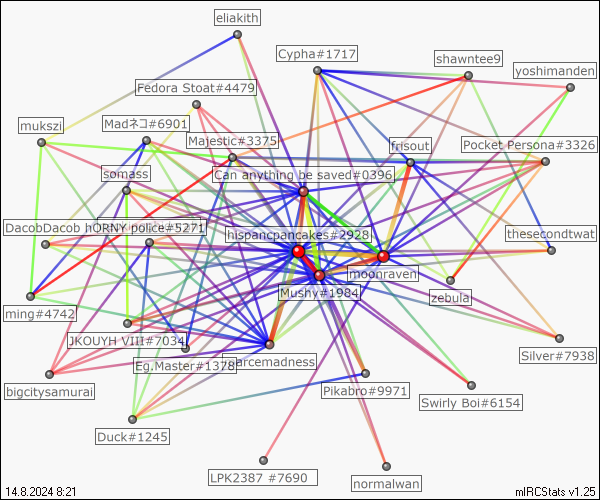 eliakith
Cypha#1717
shawntee9
yoshimanden
Fedora Stoat#4479
mukszi
Madネコ#6901
Majestic#3375
frisout
Pocket Persona#3326
somass
Can anything be saved#0396
DacobDacob
hORNY police#5271
hispancpancakes#2928
thesecondtwat
moonraven
Mushy#1984
zebula
ming#4742
JKOUYH VIII#7034
Eg.Master#1378
arcemadness
Silver#7938
bigcitysamurai
Pikabro#9971
Swirly Boi#6154
Duck#1245
LPK2387 #7690
normalwan
14.8.2024 8:21
mIRCStats v1.25